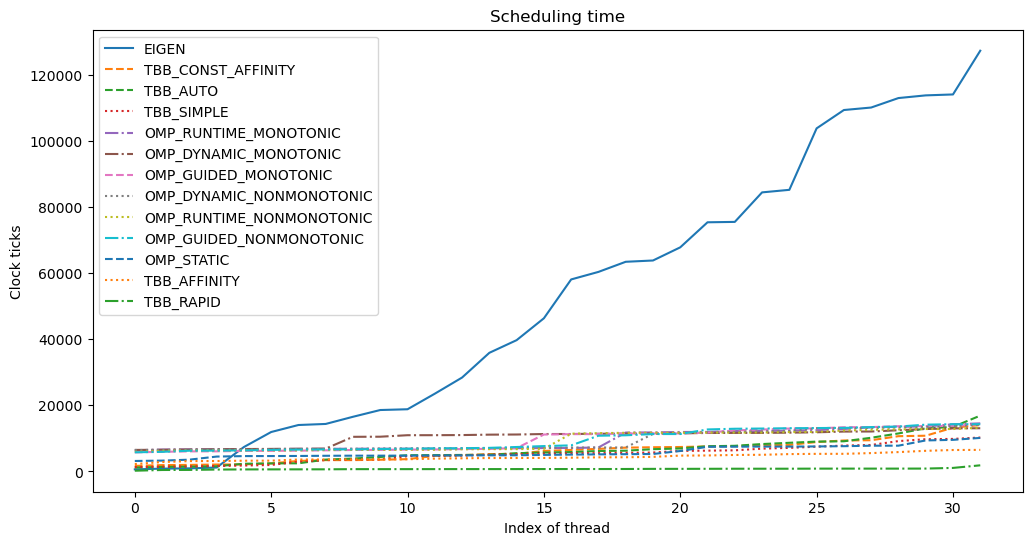 Scheduling time
EIGEN
TBB_CONST_AFFINITY
TBB_AUTO
TBB_SIMPLE
OMP_RUNTIME_MONOTONIC
OMP_DYNAMIC_MONOTONIC
OMP_GUIDED_MONOTONIC
OMP_DYNAMIC_NONMONOTONIC
OMP_RUNTIME_NONMONOTONIC
OMP_GUIDED_NONMONOTONIC
OMP_STATIC
TBB_AFFINITY
TBB_RAPID
Clock ticks
120000
100000
80000
60000
40000
20000
0
0 5 10 15 20 25 30
Index of thread